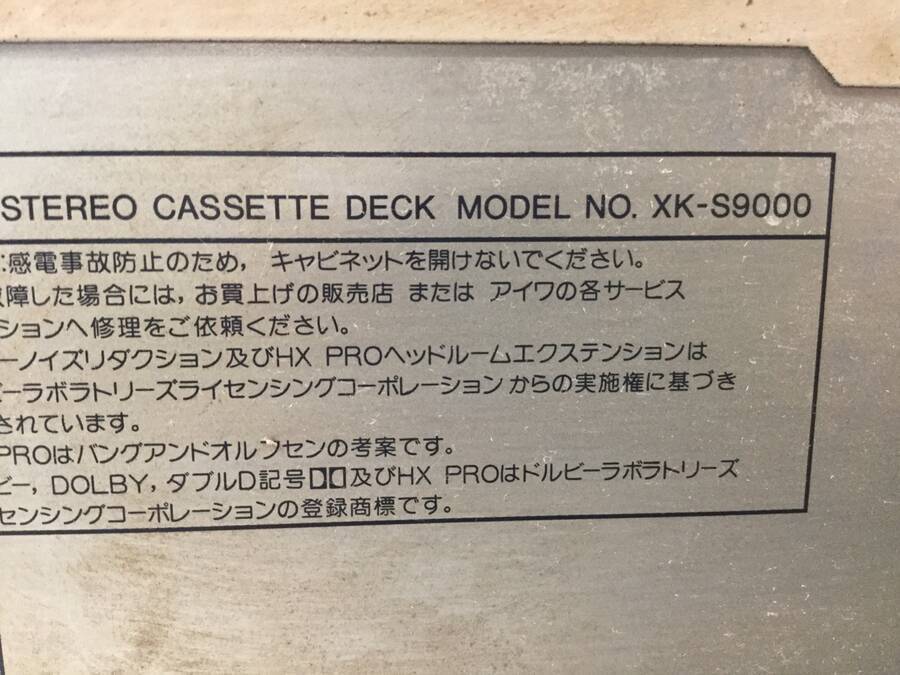 STEREO CASSETTE DECK MODEL NO. XK-S9000
:感電事故防止のため, キャビネットを開けないでください。
障した場合には, お買上げの販売店 または アイワの各サービス
ションへ修理をご依頼ください。
ーノイズリダクション及びHX PROヘッドルームエクステンションは
ーラボラトリーズライセンシングコーポレーションからの実施権に基づき
されています。
PROはバングアンドオルフセンの考案です。
ビー, DOLBY, ダブルD記号及びHX PROはドルビーラボラトリーズ
センシングコーポレーションの登録商標です。